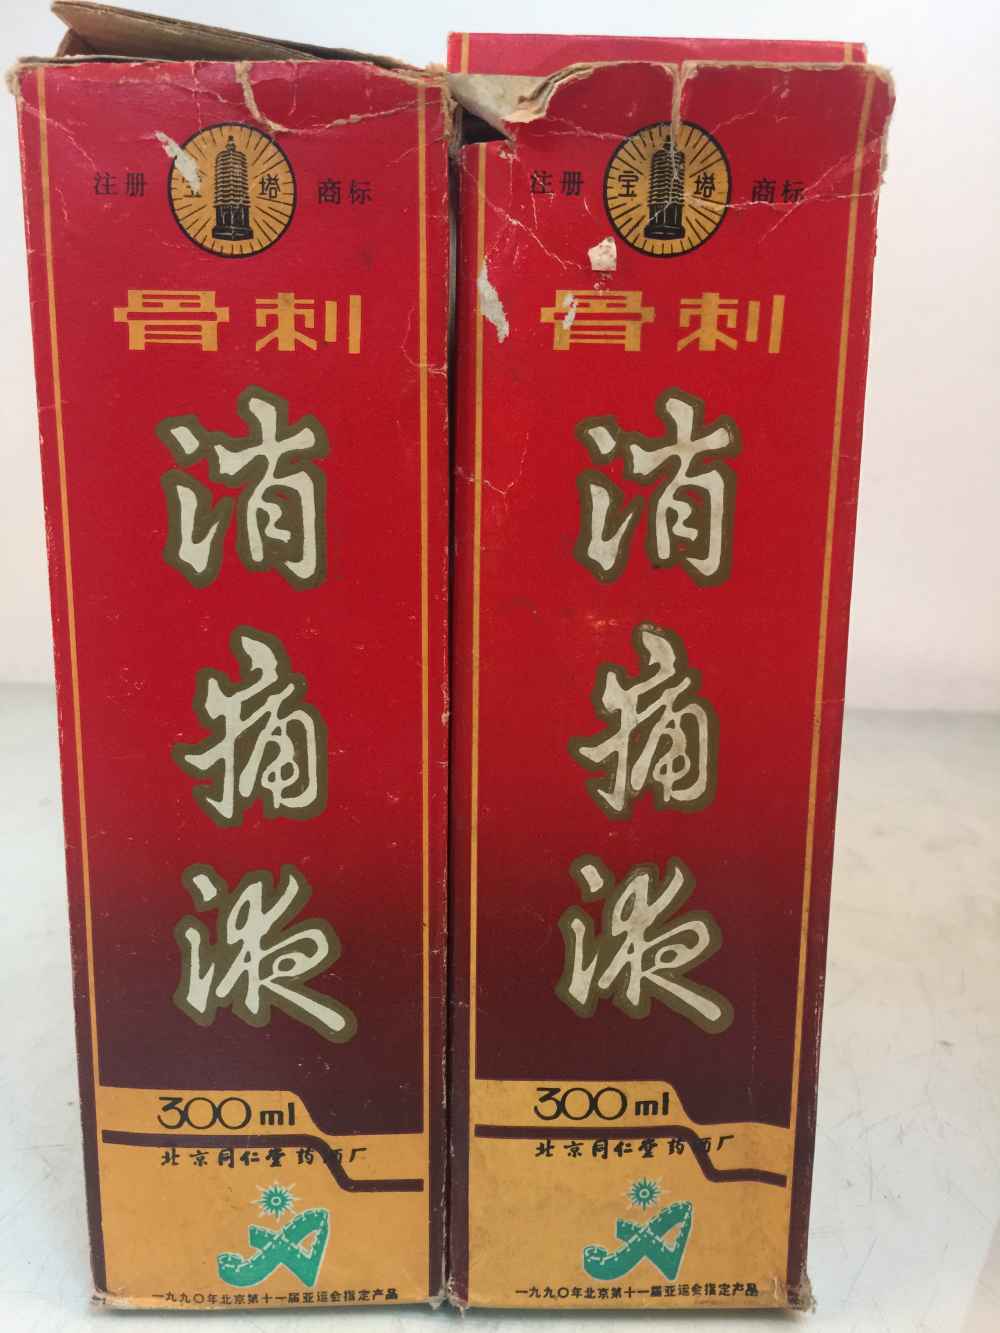 注册 宝塔 商标
骨刺
消
痛
液
300ml
北京同仁堂药酒厂
一九九〇年北京第十一届亚运会指定产品
注册 宝塔 商标
骨刺
消
痛
液
300ml
北京同仁堂药酒厂
一九九〇年北京第十一届亚运会指定产品